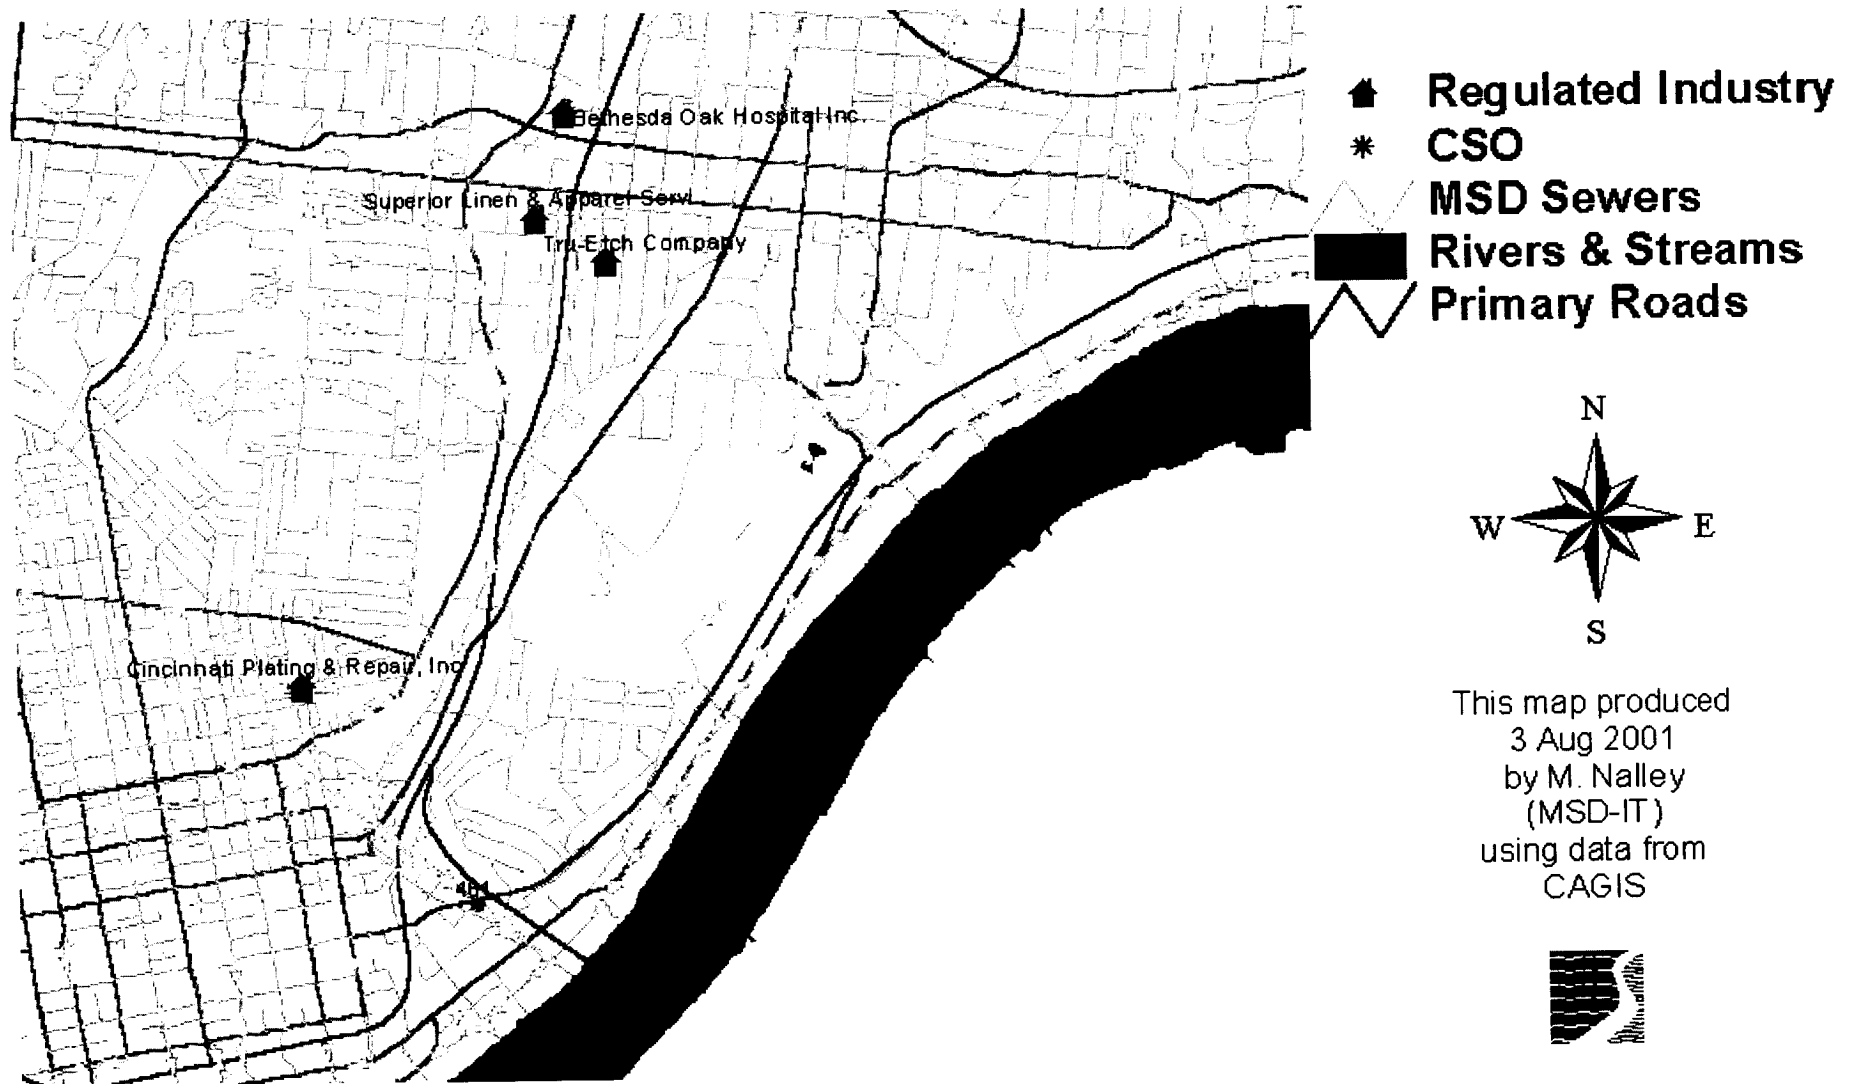 Bethesda Oak Hospital Inc.
Superior Linen & Apparel Servi
Tru-Etch Company
Cincinnati Plating & Repair, Inc
Regulated Industry
CSO
MSD Sewers
Rivers & Streams
Primary Roads
N
W E
S
This map produced
3 Aug 2001
by M. Nalley
(MSD-IT)
using data from
CAGIS